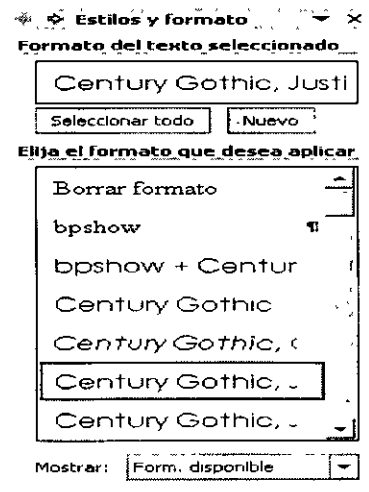 Estilos y formato
Formato del texto seleccionado
Century Gothic, Justi
Seleccionar todo Nuevo
Elija el formato que desea aplicar
Borrar formato
bpshow ¶
bpshow + Centur
Century Gothic
Century Gothic, (
Century Gothic, .
Century Gothic, .
Mostrar: Form. disponible